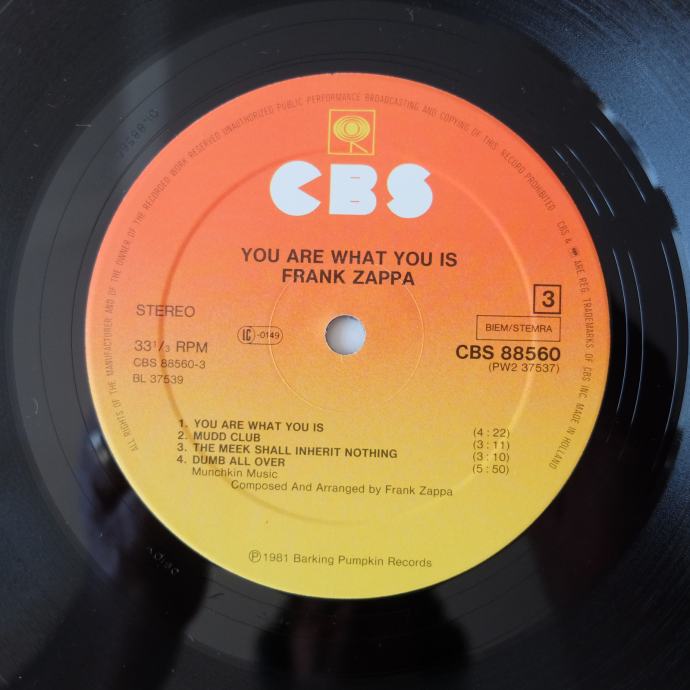 ALL RIGHTS OF THE MANUFACTURER AND OF THE OWNER OF THE RECORDED WORK RESERVED UNAUTHORIZED PUBLIC PERFORMANCE BROADCASTING AND COPYING OF THIS RECORD PROHIBITED
CBS & ARE REG. TRADEMARKS OF CBS INC. MADE IN HOLLAND
CBS
YOU ARE WHAT YOU IS
FRANK ZAPPA
STEREO
3
IC -0149
BIEM/STEMRA
33 1/3 RPM
CBS 88560
CBS 88560-3
(PW2 37537)
BL 37539
1. YOU ARE WHAT YOU IS (4 : 22)
2. MUDD CLUB (3 : 11)
3. THE MEEK SHALL INHERIT NOTHING (3 : 10)
4. DUMB ALL OVER (5 : 50)
Munchkin Music
Composed And Arranged by Frank Zappa
℗1981 Barking Pumpkin Records